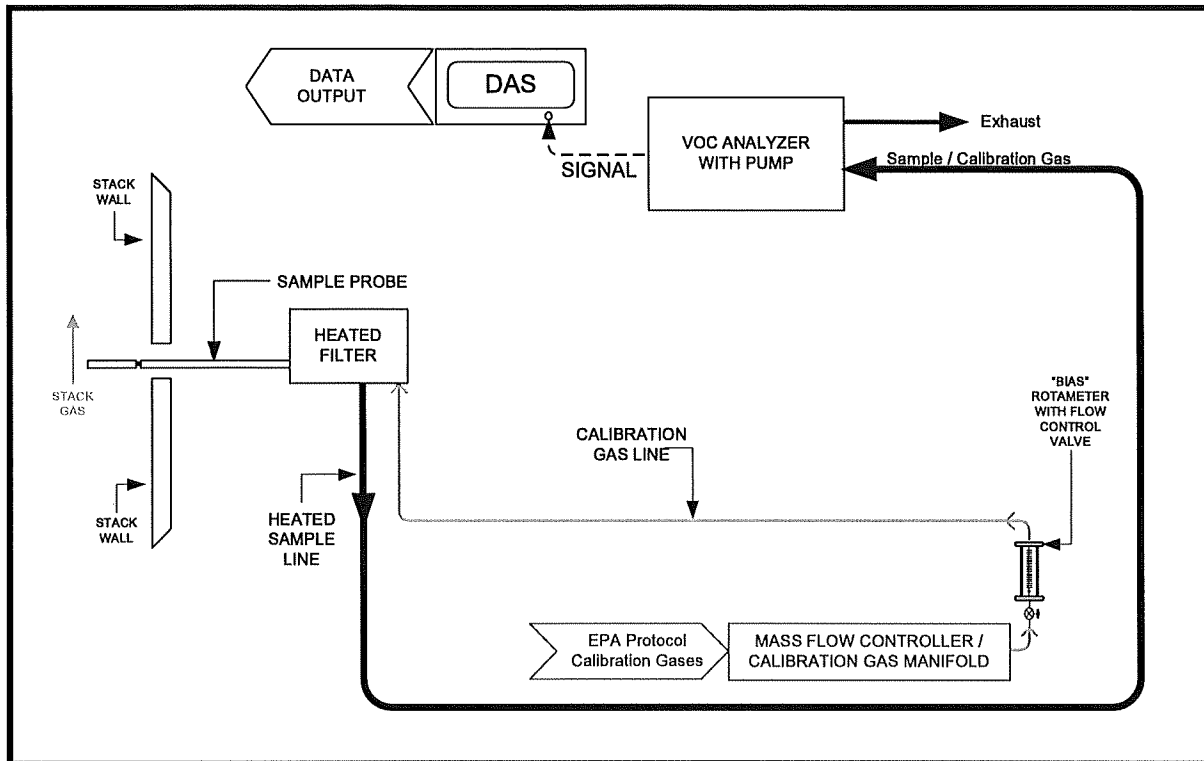 DATA
OUTPUT
DAS
VOC ANALYZER
WITH PUMP
Exhaust
Sample / Calibration Gas
SIGNAL
STACK
WALL
SAMPLE PROBE
HEATED
FILTER
STACK
GAS
"BIAS"
ROTAMETER
WITH FLOW
CONTROL
VALVE
CALIBRATION
GAS LINE
STACK
WALL
HEATED
SAMPLE
LINE
EPA Protocol
Calibration Gases
MASS FLOW CONTROLLER /
CALIBRATION GAS MANIFOLD